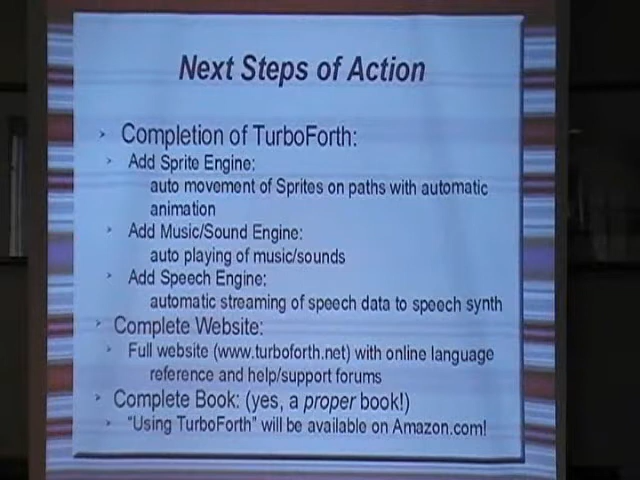 Next Steps of Action
Completion of TurboForth:
Add Sprite Engine:
auto movement of Sprites on paths with automatic
animation
Add Music/Sound Engine:
auto playing of music/sounds
Add Speech Engine:
automatic streaming of speech data to speech synth
Complete Website:
Full website (www.turboforth.net) with online language
reference and help/support forums
Complete Book: (yes, a proper book!)
“Using TurboForth” will be available on Amazon.com!